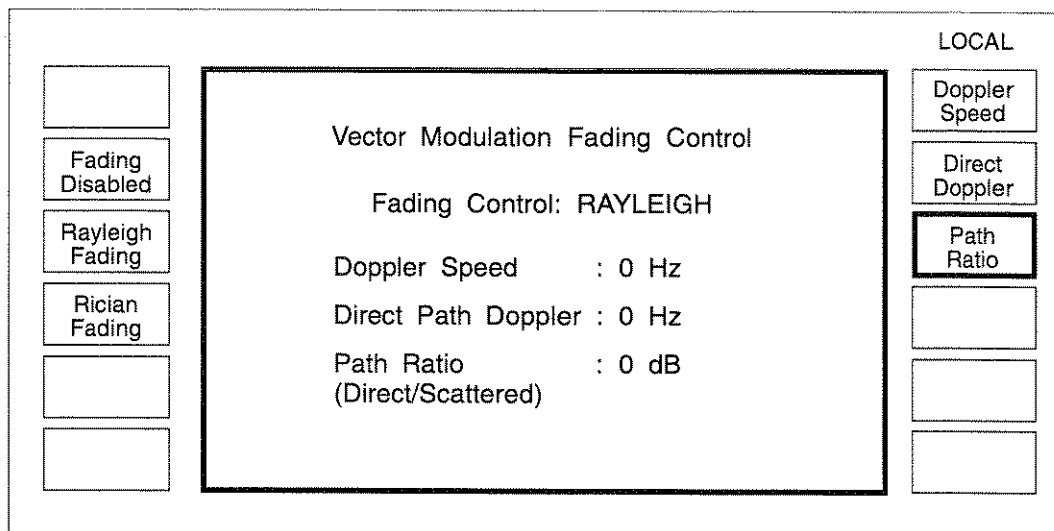 LOCAL
Fading
Disabled
Rayleigh
Fading
Rician
Fading
Vector Modulation Fading Control
Fading Control: RAYLEIGH
Doppler Speed : 0 Hz
Direct Path Doppler : 0 Hz
Path Ratio : 0 dB
(Direct/Scattered)
Doppler
Speed
Direct
Doppler
Path
Ratio